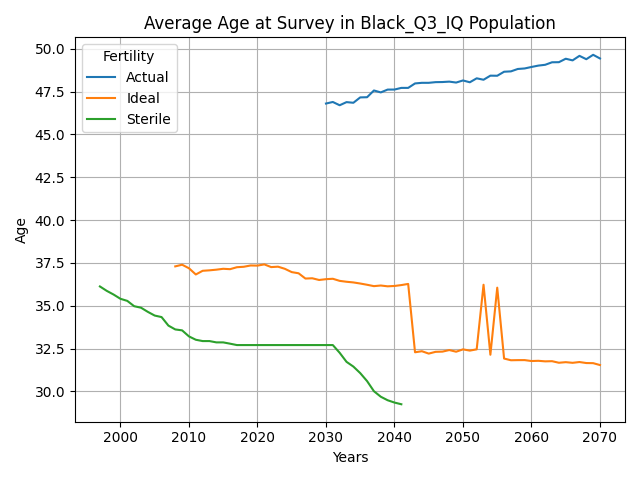 Average Age at Survey in Black_Q3_IQ Population
Fertility
Actual
Ideal
Sterile
50.0
47.5
45.0
42.5
40.0
37.5
35.0
32.5
30.0
Age
2000
2010
2020
2030
2040
2050
2060
2070
Years